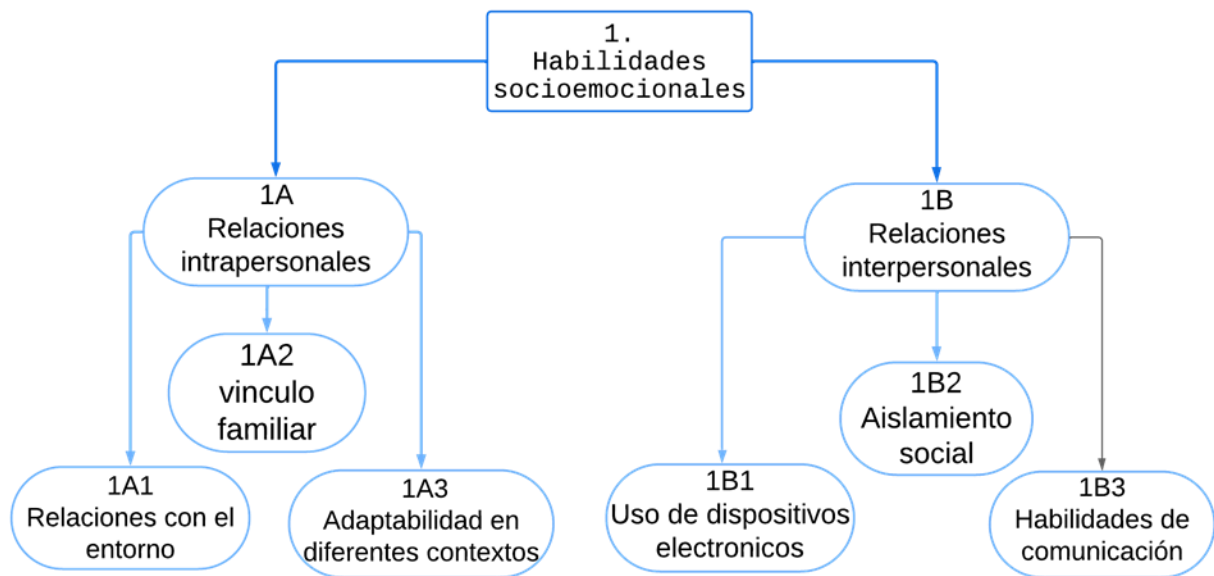 1.
Habilidades
socioemocionales
1A
Relaciones
intrapersonales
1B
Relaciones
interpersonales
1A2
vinculo
familiar
1B2
Aislamiento
social
1A1
Relaciones con el
entorno
1A3
Adaptabilidad en
diferentes contextos
1B1
Uso de dispositivos
electronicos
1B3
Habilidades de
comunicación